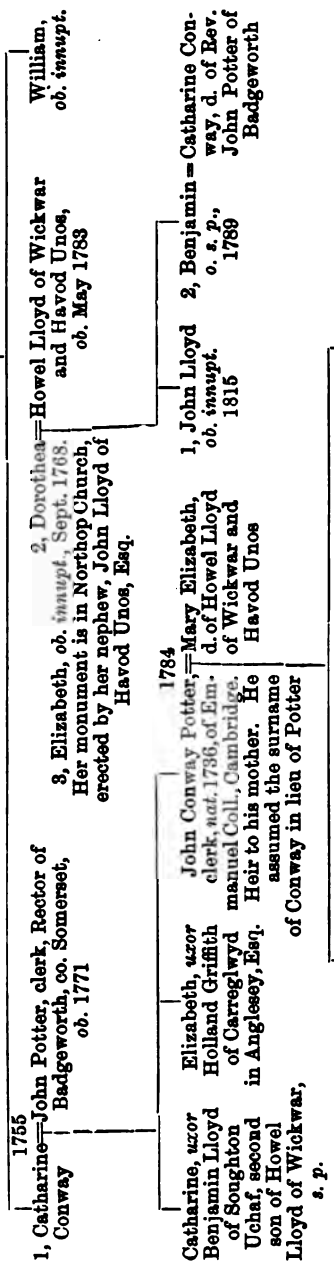 1755
1, Catharine=John Potter, clerk, Rector of
Conway
Badgeworth, co. Somerset,
ob. 1771
2, Dorothea=Howel Lloyd of Wickwar
and Havod Unos,
ob. May 1783
William,
ob. innupt.
3, Elizabeth, ob. innupt., Sept. 1768.
Her monument is in Northop Church,
erected by her nephew, John Lloyd of
Havod Unos, Esq.
Catharine, uxor
Benjamin Lloyd
of Soughton
Uchaf, second
son of Howel
Lloyd of Wickwar,
s. p.
Elizabeth, uxor
Holland Griffith
of Carreglwyd
in Anglesey, Esq.
1784
John Conway Potter,=Mary Elizabeth,
clerk, nat. 1736, of Em-
manuel Coll., Cambridge.
Heir to his mother. He
assumed the surname
of Conway in lieu of Potter
d. of Howel Lloyd
of Wickwar and
Havod Unos
1, John Lloyd
ob. innupt.
1815
2, Benjamin=Catharine Con-
o. s. p.,
1789
way, d. of Rev.
John Potter of
Badgeworth